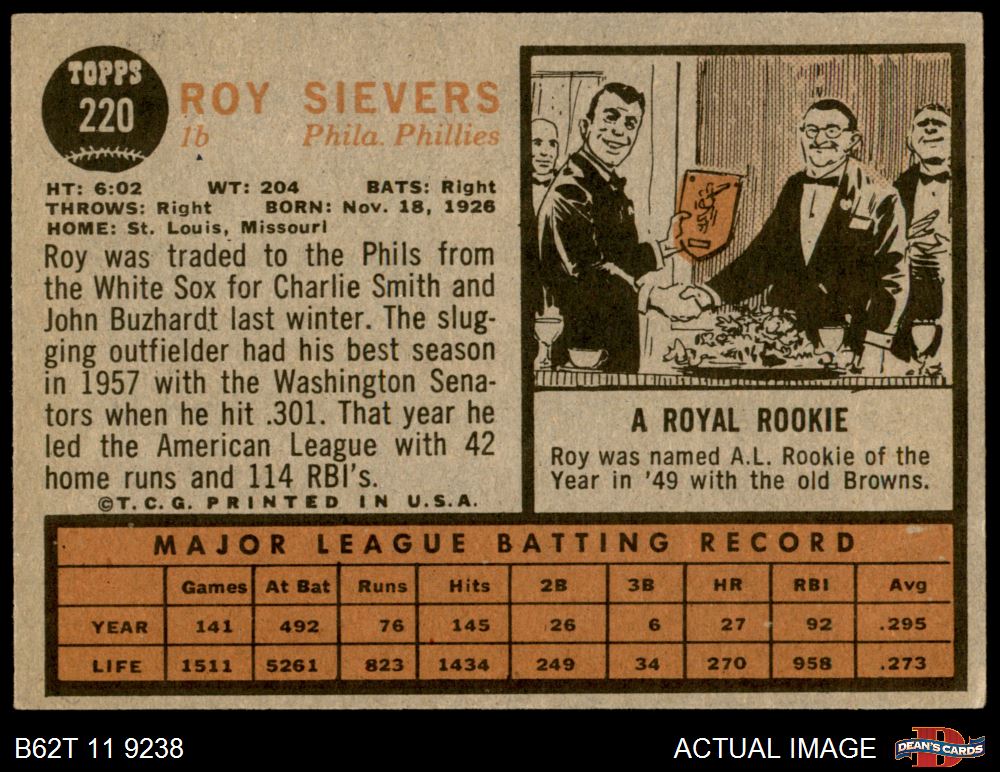 TOPPS
220
ROY SIEVERS
1b Phila. Phillies
HT: 6:02 WT: 204 BATS: Right
THROWS: Right BORN: Nov. 18, 1926
HOME: St. Louis, Missouri
Roy was traded to the Phils from
the White Sox for Charlie Smith and
John Buzhardt last winter. The slug-
ging outfielder had his best season
in 1957 with the Washington Sena-
tors when he hit .301. That year he
led the American League with 42
home runs and 114 RBI's.
©T.C.G. PRINTED IN U.S.A.
A ROYAL ROOKIE
Roy was named A.L. Rookie of the
Year in '49 with the old Browns.
MAJOR LEAGUE BATTING RECORD
Games At Bat Runs Hits 2B 3B HR RBI Avg
YEAR 141 492 76 145 26 6 27 92 .295
LIFE 1511 5261 823 1434 249 34 270 958 .273
B62T 11 9238
ACTUAL IMAGE
D
DEAN'S CARDS